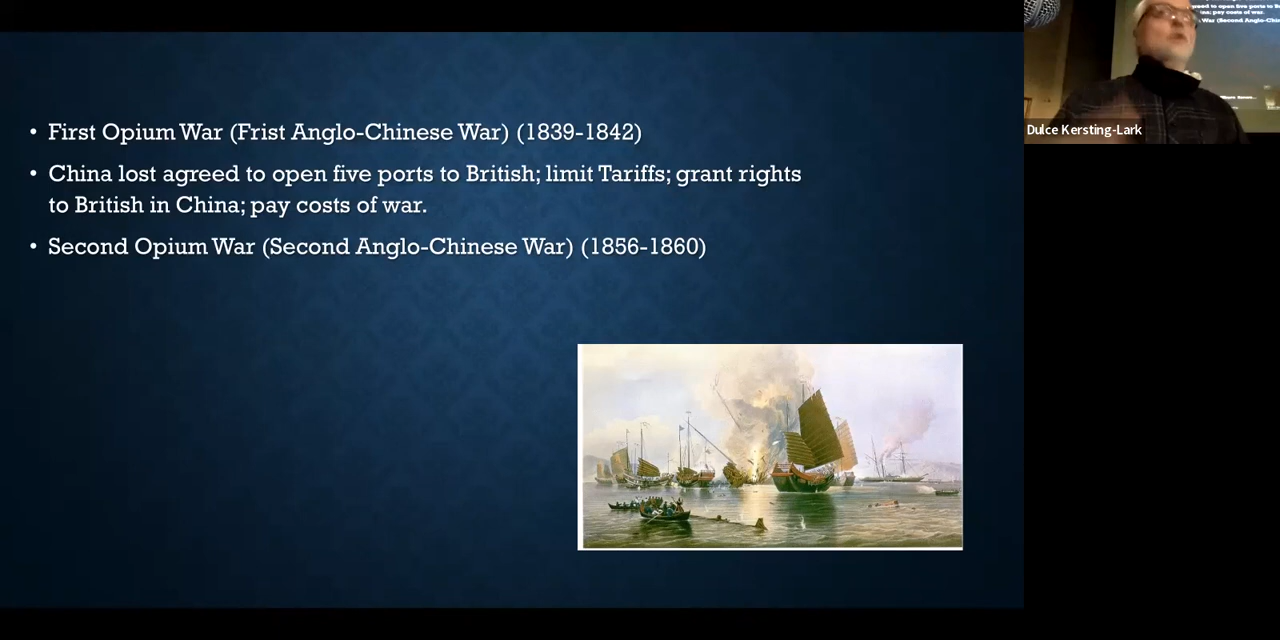 • First Opium War (Frist Anglo-Chinese War) (1839-1842)
• China lost agreed to open five ports to British; limit Tariffs; grant rights
to British in China; pay costs of war.
• Second Opium War (Second Anglo-Chinese War) (1856-1860)
Dulce Kersting-Lark